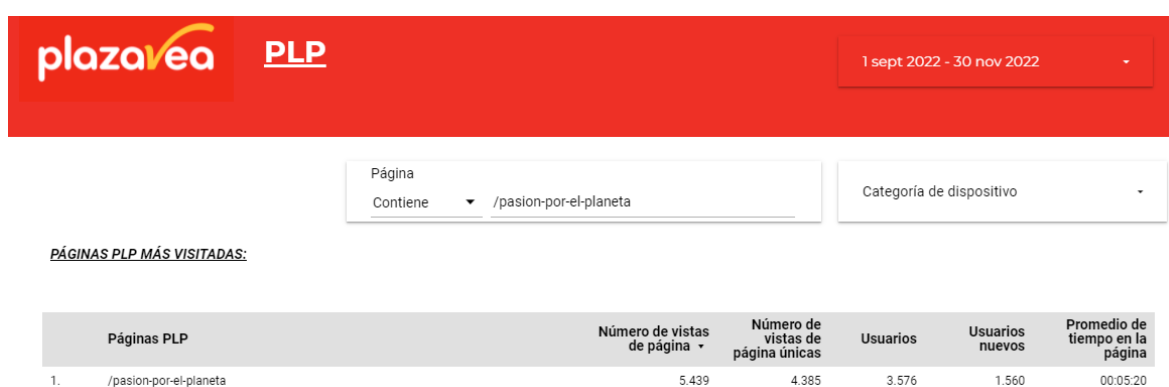 plazavea
PLP
1 sept 2022 - 30 nov 2022
Página
Contiene
/pasion-por-el-planeta
Categoría de dispositivo
PÁGINAS PLP MÁS VISITADAS:
Páginas PLP
Número de vistas
de página
Número de
vistas de
página únicas
Usuarios
Usuarios
nuevos
Promedio de
tiempo en la
página
1. /pasion-por-el-planeta 5.439 4.385 3.576 1.560 00:05:20